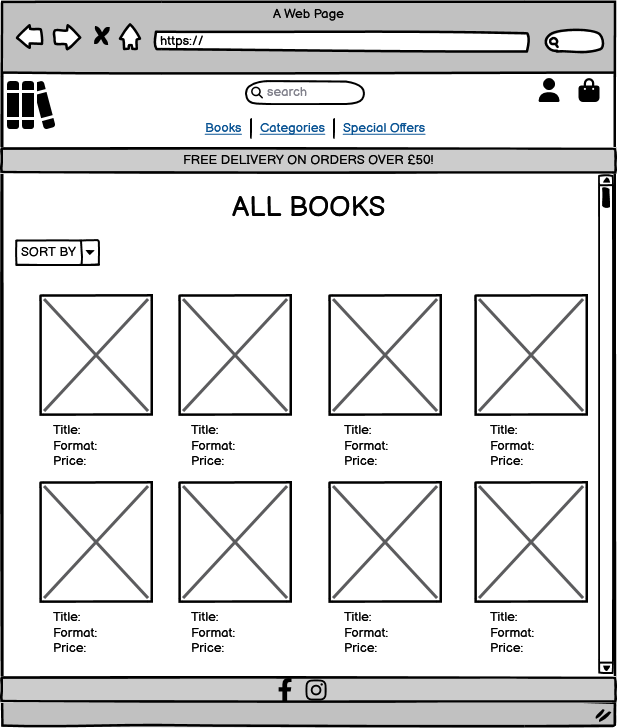 A Web Page
https://
search
Books Categories Special Offers
FREE DELIVERY ON ORDERS OVER £50!
ALL BOOKS
SORT BY
Title: Title: Title: Title:
Format: Format: Format: Format:
Price: Price: Price: Price:
Title: Title: Title: Title:
Format: Format: Format: Format:
Price: Price: Price: Price: